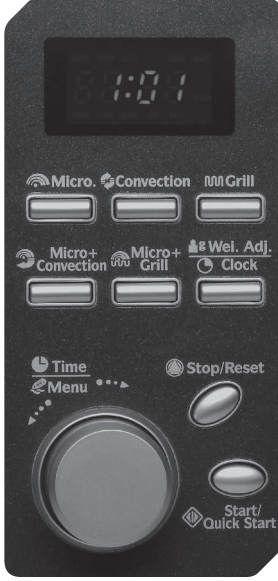 1:01
Micro. Convection Grill
Micro+
Convection
Micro+
Grill
Wei. Adj.
Clock
Time
Menu
Stop/Reset
Start/
Quick Start